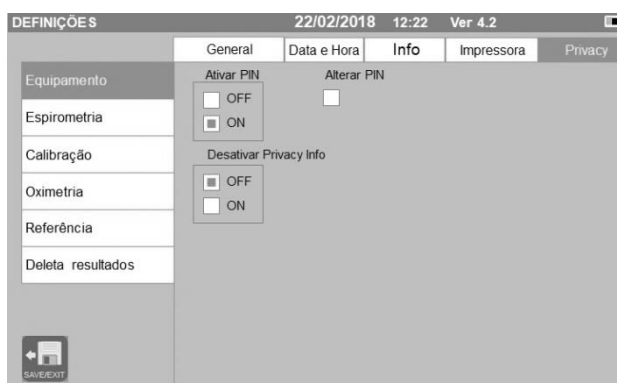 DEFINIÇÕES 22/02/2018 12:22 Ver 4.2
General Data e Hora Info Impressora Privacy
Equipamento
Espirometria
Calibração
Oximetria
Referência
Deleta resultados
Ativar PIN Alterar PIN
OFF
ON
Desativar Privacy Info
OFF
ON
SAVE/EXIT